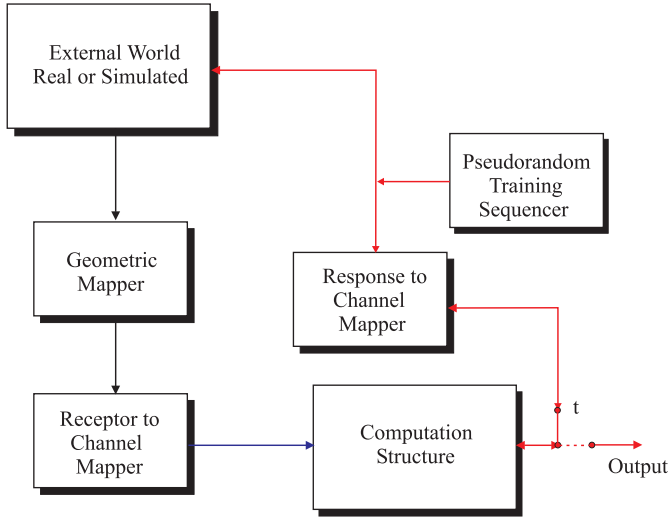 External World
Real or Simulated
Pseudorandom
Training
Sequencer
Geometric
Mapper
Response to
Channel
Mapper
Receptor to
Channel
Mapper
Computation
Structure
t
Output